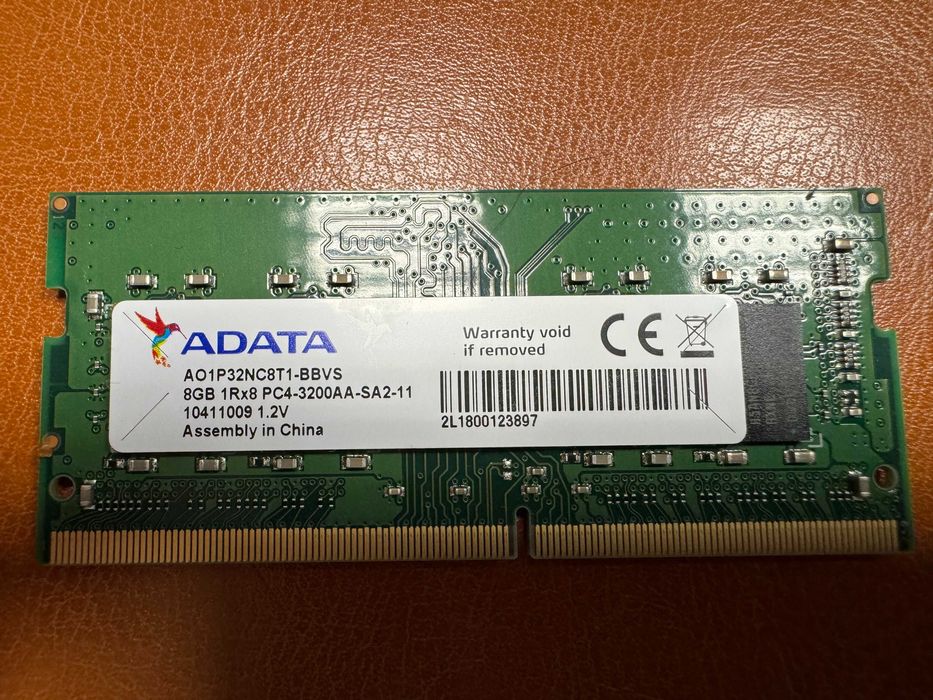 ADATA
AO1P32NC8T1-BBVS
8GB 1Rx8 PC4-3200AA-SA2-11
10411009 1.2V
Assembly in China
Warranty void
if removed
CE
2L1800123897